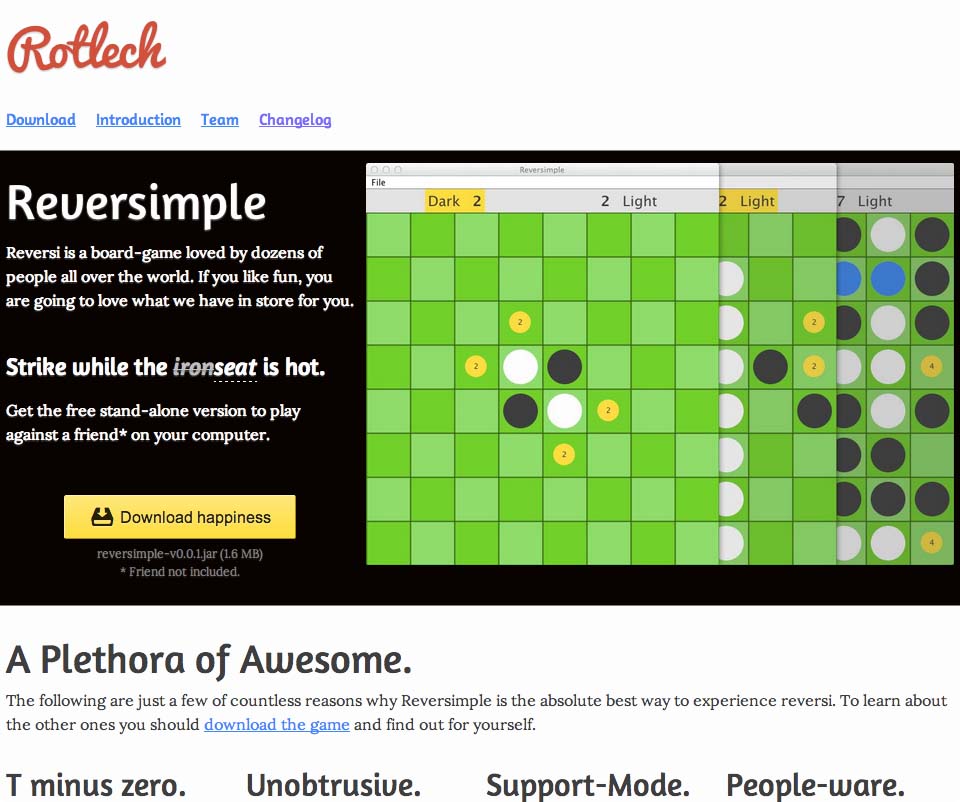 Rotlech
Download Introduction Team Changelog
Reversimple
Reversi is a board-game loved by dozens of
people all over the world. If you like fun, you
are going to love what we have in store for you.
Strike while the ironseat is hot.
Get the free stand-alone version to play
against a friend* on your computer.
Download happiness
reversimple-v0.0.1.jar (1.6 MB)
* Friend not included.
Reversimple
File
Dark 2 2 Light 2 Light 7 Light
2 2
2 2 4
2
2
4
A Plethora of Awesome.
The following are just a few of countless reasons why Reversimple is the absolute best way to experience reversi. To learn about
the other ones you should download the game and find out for yourself.
T minus zero. Unobtrusive. Support-Mode. People-ware.